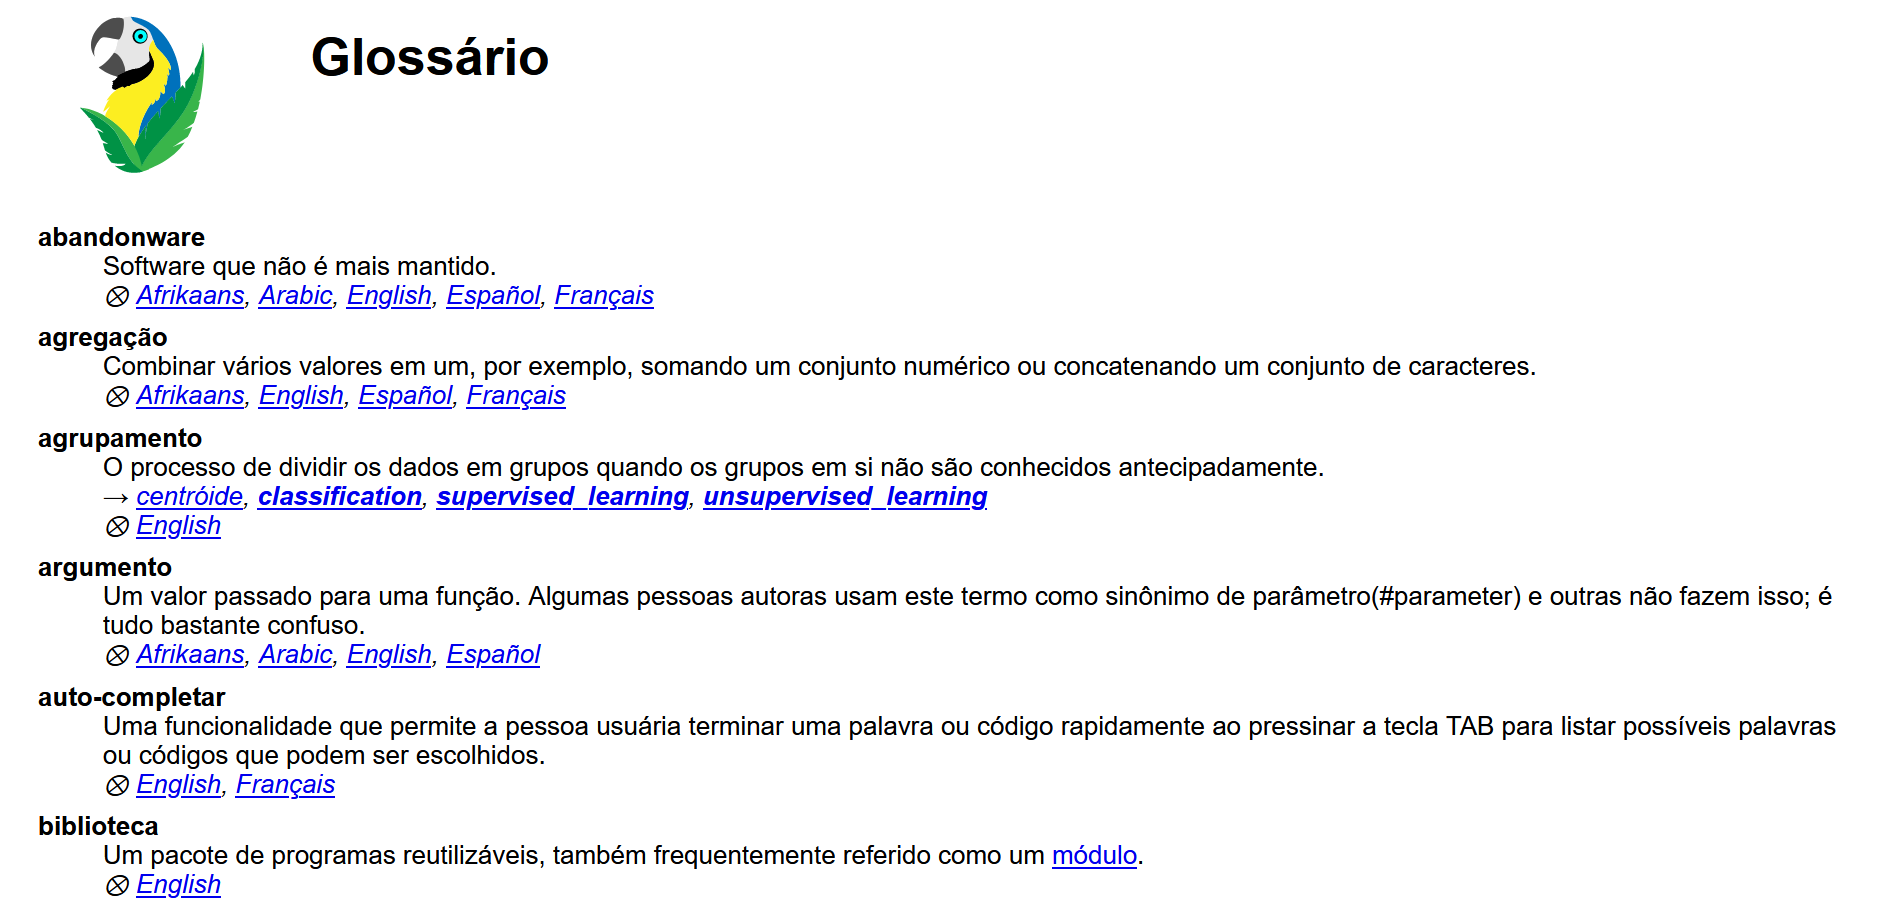 Glossário
abandonware
Software que não é mais mantido.
⊗ Afrikaans, Arabic, English, Español, Français
agregação
Combinar vários valores em um, por exemplo, somando um conjunto numérico ou concatenando um conjunto de caracteres.
⊗ Afrikaans, English, Español, Français
agrupamento
O processo de dividir os dados em grupos quando os grupos em si não são conhecidos antecipadamente.
→ centróide, classification, supervised_learning, unsupervised_learning
⊗ English
argumento
Um valor passado para uma função. Algumas pessoas autoras usam este termo como sinônimo de parâmetro(#parameter) e outras não fazem isso; é
tudo bastante confuso.
⊗ Afrikaans, Arabic, English, Español
auto-completar
Uma funcionalidade que permite a pessoa usuária terminar uma palavra ou código rapidamente ao pressinar a tecla TAB para listar possíveis palavras
ou códigos que podem ser escolhidos.
⊗ English, Français
biblioteca
Um pacote de programas reutilizáveis, também frequentemente referido como um módulo.
⊗ English